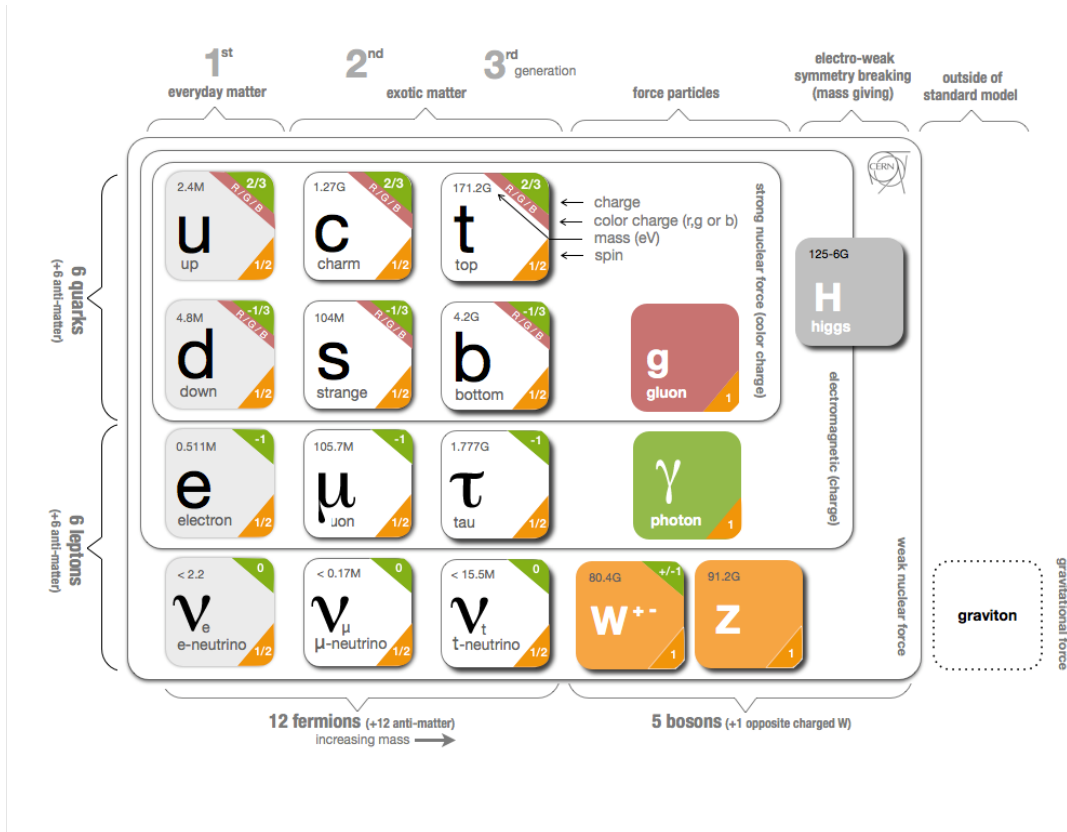 1st
2nd
3rd generation
everyday matter
exotic matter
force particles
electro-weak
symmetry breaking
(mass giving)
outside of
standard model
CERN
6 quarks
(+6 anti-matter)
6 leptons
(+6 anti-matter)
2.4M
2/3
R/G/B
u
up
1/2
1.27G
2/3
R/G/B
c
charm
1/2
171.2G
2/3
R/G/B
t
top
1/2
charge
color charge (r,g or b)
mass (eV)
spin
4.8M
-1/3
R/G/B
d
down
1/2
104M
-1/3
R/G/B
s
strange
1/2
4.2G
-1/3
R/G/B
b
bottom
1/2
g
gluon
1
strong nuclear force (color charge)
125-6G
H
higgs
0.511M
-1
e
electron
1/2
105.7M
-1
μ
uon
1/2
1.777G
-1
τ
tau
1/2
γ
photon
1
electromagnetic (charge)
< 2.2
0
νe
e-neutrino
1/2
< 0.17M
0
νμ
μ-neutrino
1/2
< 15.5M
0
νt
t-neutrino
1/2
80.4G
+/-1
W+-
1
91.2G
Z
1
weak nuclear force
graviton
gravitational force
12 fermions (+12 anti-matter)
increasing mass
5 bosons (+1 opposite charged W)